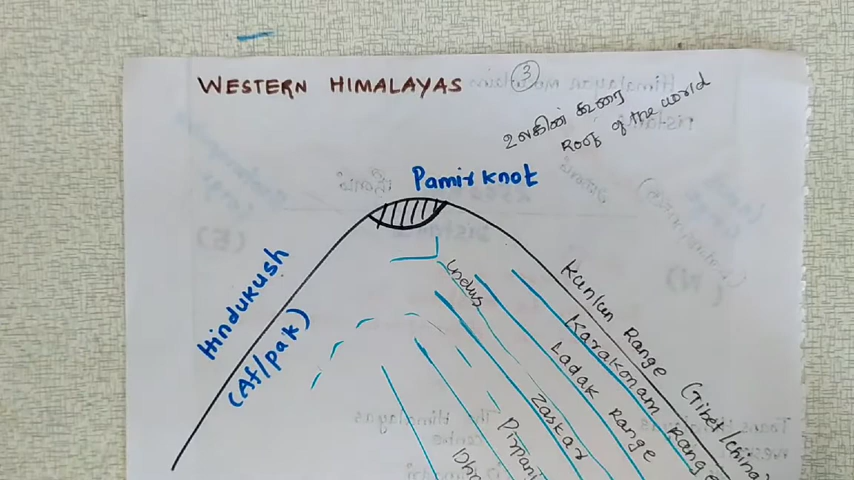 WESTERN HIMALAYAS
3
உலகின் கூரை
Roof of the world
Pamir knot
Hindukush
(Af/pak)
Indus
Kunlun Range (Tibet/China)
Karakonam Range
Ladak Range
Zaskar
Pirpanj